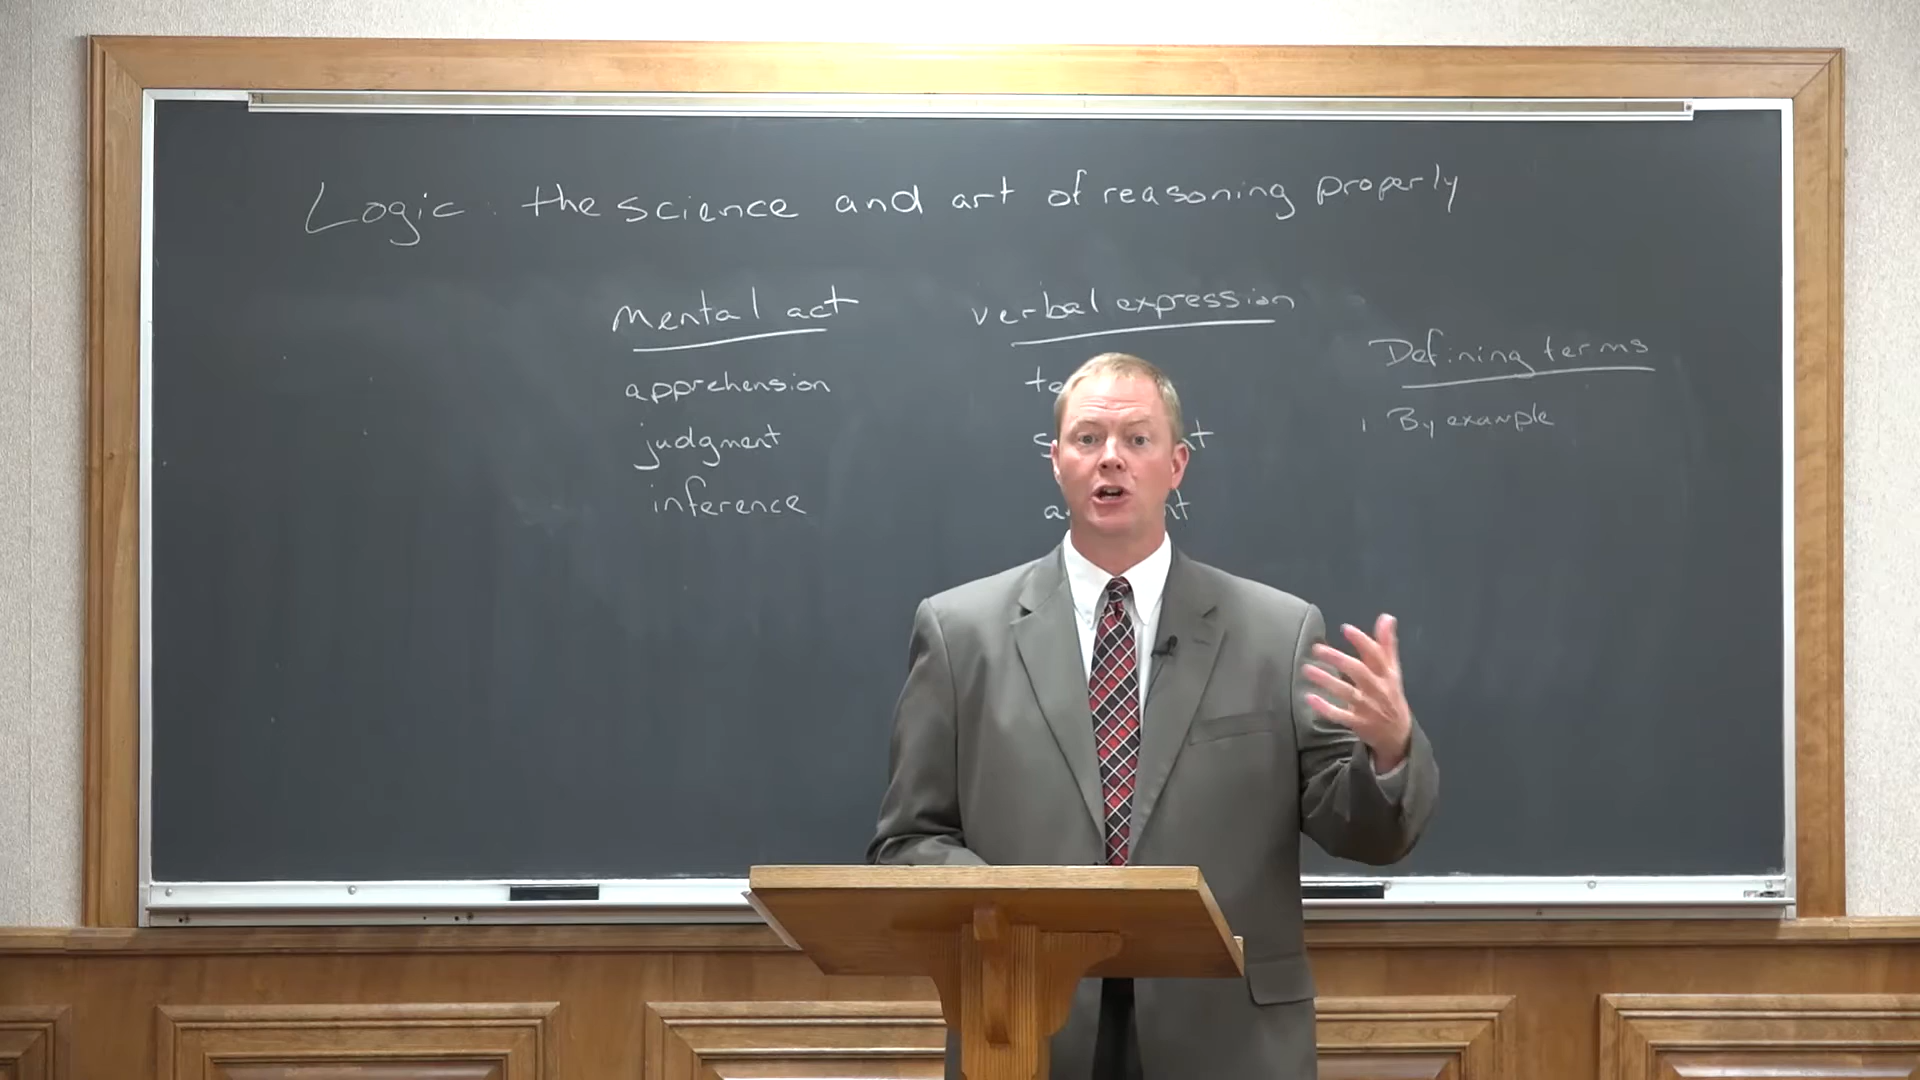 Logic: the science and art of reasoning properly
mental act
verbal expression
apprehension
judgment
inference
Defining terms
1. By example